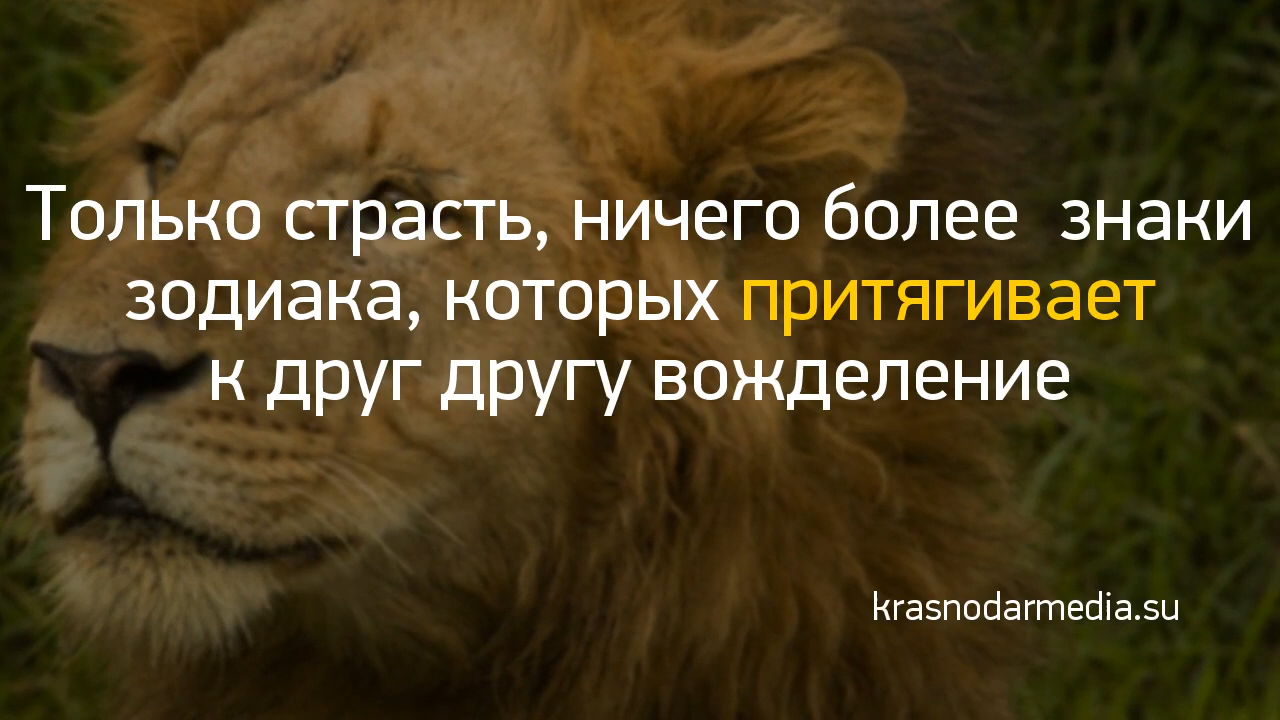 Только страсть, ничего более  знаки
зодиака, которых притягивает
к друг другу вожделение
krasnodarmedia.su